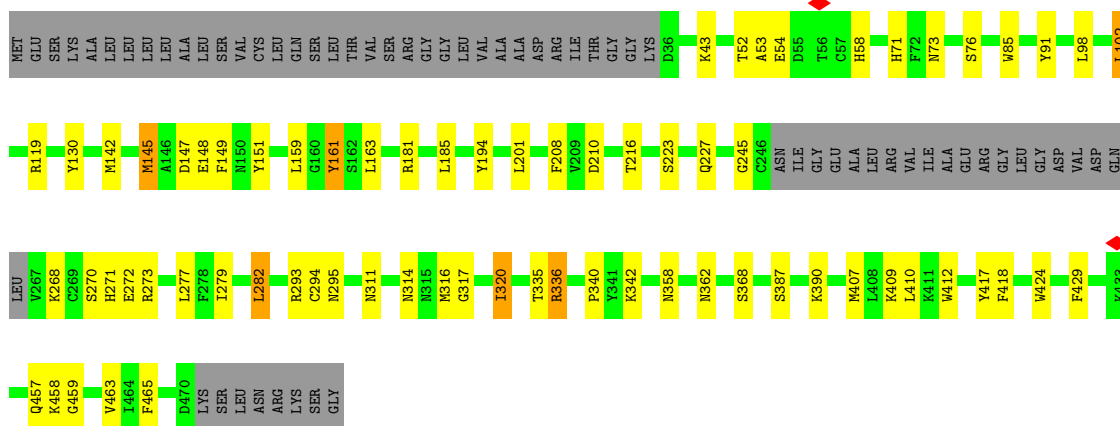 MET GLU SER LYS ALA LEU LEU LEU LEU ALA LEU SER VAL CYS LEU GLN SER LEU THR VAL SER ARG GLY GLY LEU VAL ALA ALA ASP ARG ILE THR GLY GLY LYS D36 K43 T52 A53 E54 D55 T56 C57 H58 H71 F72 N73 S76 W85 Y91 L98 L102
R119 Y130 M142 M145 A146 D147 E148 F149 N150 Y151 L159 G160 Y161 S162 L163 R181 L185 Y194 L201 F208 V209 D210 T216 S223 Q227 G245 C246 ASN ILE GLY GLU ALA LEU ARG VAL ILE ALA GLU ARG GLY LEU GLY ASP VAL ASP GLN
LEU V267 K268 C269 S270 H271 E272 R273 L277 F278 I279 L282 R293 C294 N295 N311 N314 N315 M316 G317 I320 T335 R336 P340 Y341 K342 N358 N362 S368 S387 K390 M407 L408 K409 L410 K411 W412 Y417 F418 W424 F429 K433
Q457 K458 G459 V463 I464 F465 D470 LYS SER LEU ASN ARG LYS SER GLY